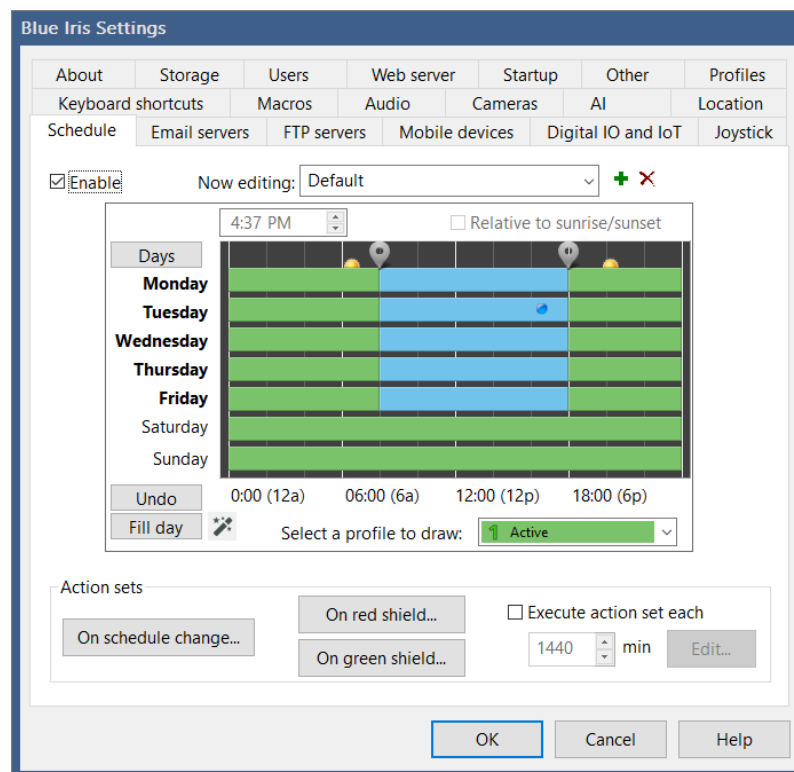 Blue Iris Settings
About Storage Users Web server Startup Other Profiles
Keyboard shortcuts Macros Audio Cameras AI Location
Schedule Email servers FTP servers Mobile devices Digital IO and IoT Joystick
Enable Now editing: Default
4:37 PM Relative to sunrise/sunset
Days
Monday
Tuesday
Wednesday
Thursday
Friday
Saturday
Sunday
Undo 0:00 (12a) 06:00 (6a) 12:00 (12p) 18:00 (6p)
Fill day Select a profile to draw: 1 Active
Action sets
On schedule change...
On red shield...
On green shield...
Execute action set each
1440 min Edit...
OK Cancel Help